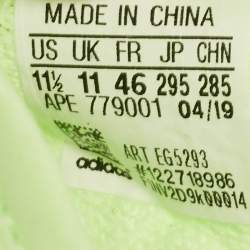 MADE IN CHINA
US UK FR JP CHN
11½ 11 46 295 285
APE 779001 04/19
ART EG5293
adidas #122718986